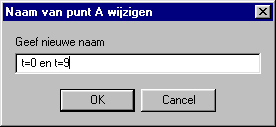 Naam van punt A wijzigen
Geef nieuwe naam
t=0 en t=9
OK Cancel